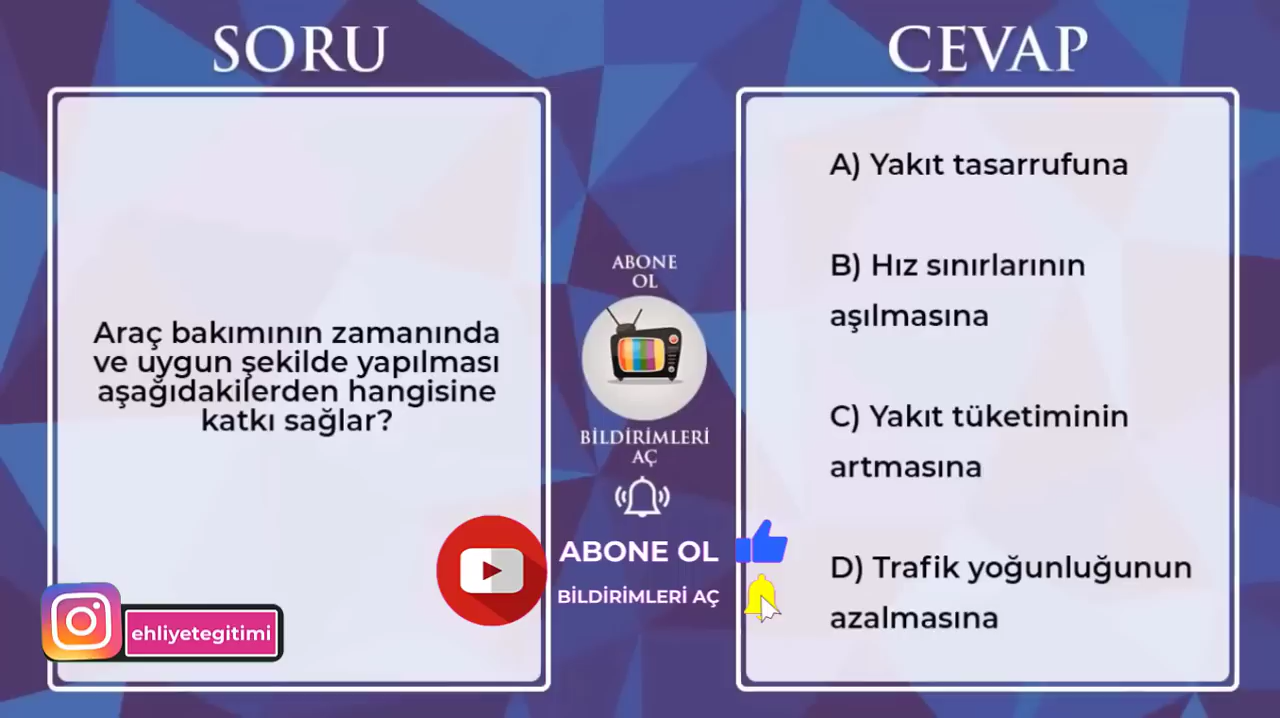 SORU
Araç bakımının zamanında
ve uygun şekilde yapılması
aşağıdakilerden hangisine
katkı sağlar?
ehliyetegitimi
ABONE
OL
BİLDİRİMLERİ
AÇ
ABONE OL
BİLDİRİMLERİ AÇ
CEVAP
A) Yakıt tasarrufuna
B) Hız sınırlarının
aşılmasına
C) Yakıt tüketiminin
artmasına
D) Trafik yoğunluğunun
azalmasına